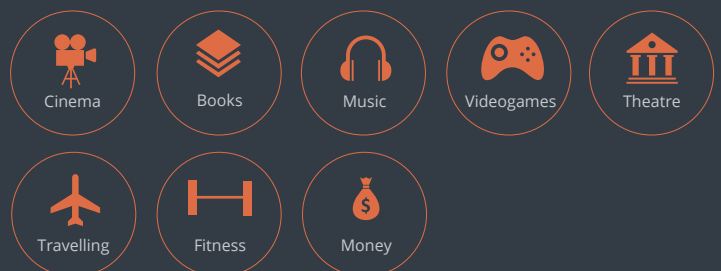 Cinema
Books
Music
Videogames
Theatre
Travelling
Fitness
$
Money